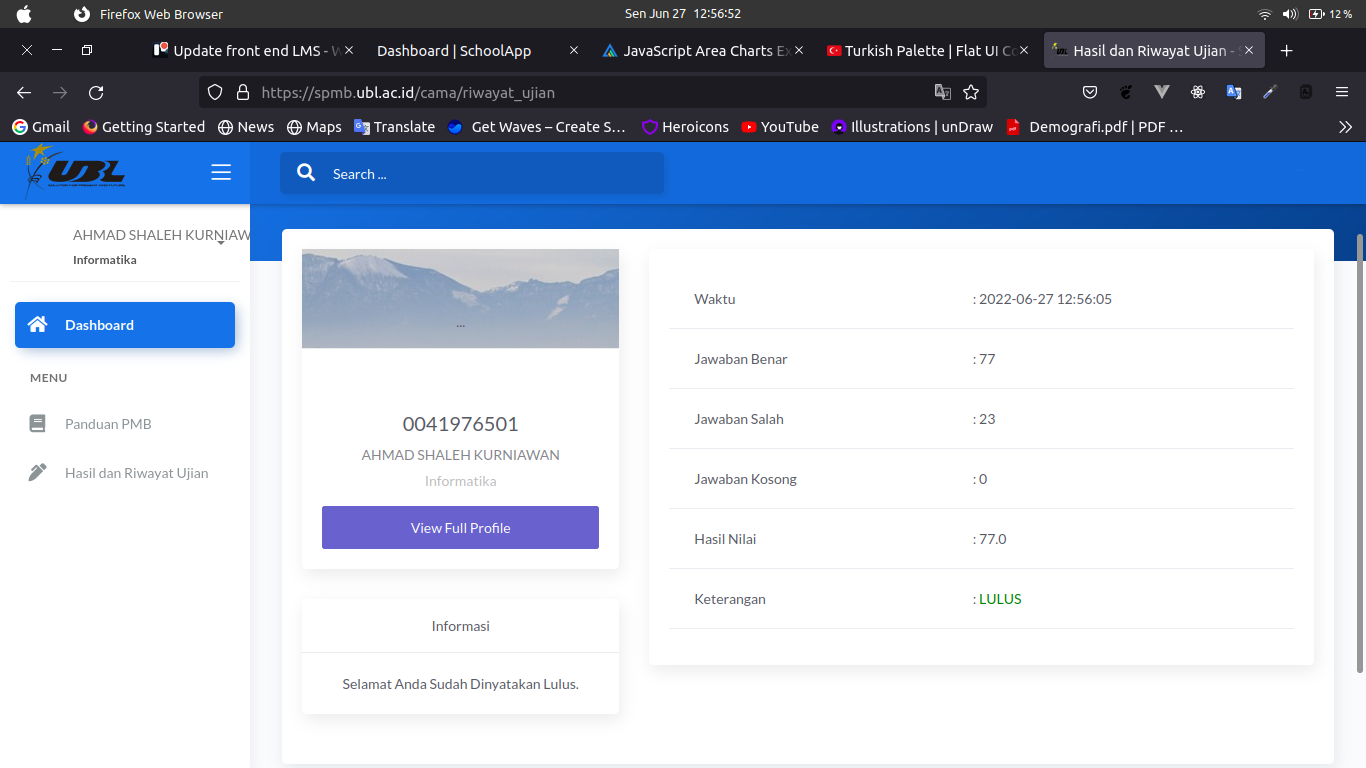 Firefox Web Browser
Sen Jun 27 12:56:52
12 %
Update front end LMS - W
Dashboard | SchoolApp
JavaScript Area Charts Ex
Turkish Palette | Flat UI Co
Hasil dan Riwayat Ujian - S
https://spmb.ubl.ac.id/cama/riwayat_ujian
Gmail
Getting Started
News
Maps
Translate
Get Waves – Create S…
Heroicons
YouTube
Illustrations | unDraw
Demografi.pdf | PDF …
UBL
Search ...
AHMAD SHALEH KURNIAW
Informatika
Dashboard
MENU
Panduan PMB
Hasil dan Riwayat Ujian
...
0041976501
AHMAD SHALEH KURNIAWAN
Informatika
View Full Profile
Informasi
Selamat Anda Sudah Dinyatakan Lulus.
Waktu : 2022-06-27 12:56:05
Jawaban Benar : 77
Jawaban Salah : 23
Jawaban Kosong : 0
Hasil Nilai : 77.0
Keterangan : LULUS